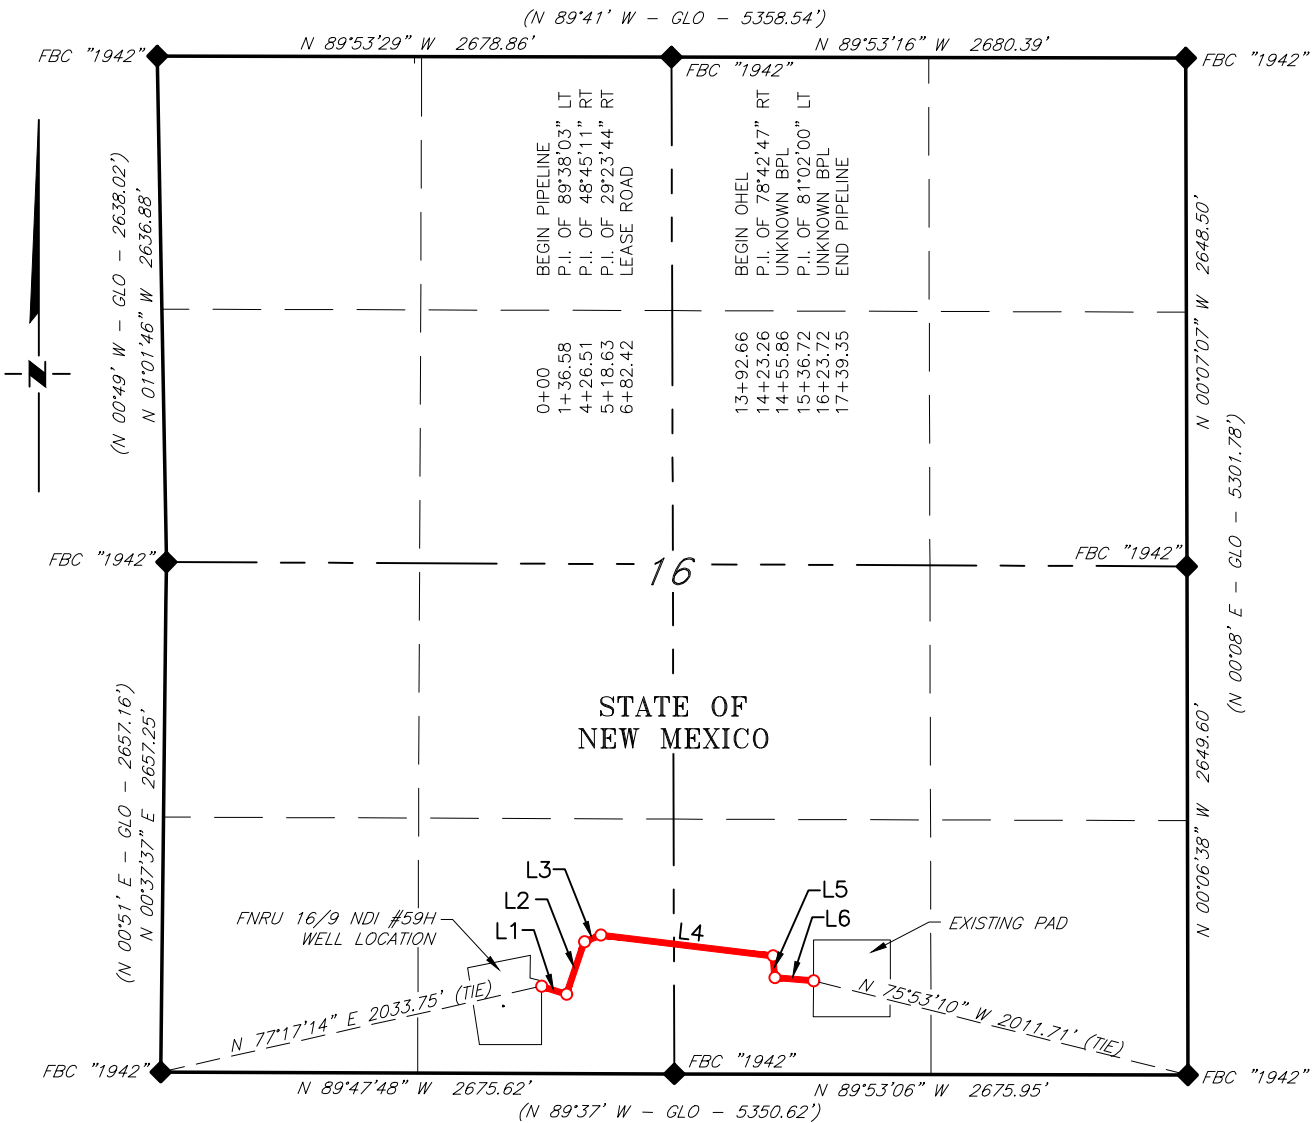 (N 89°41' W - GLO - 5358.54')
N 89°53'29" W 2678.86'
N 89°53'16" W 2680.39'
FBC "1942"
FBC "1942"
FBC "1942"
(N 00°49' W - GLO - 2638.02')
N 01°01'46" W 2636.88'
0+00 BEGIN PIPELINE
1+36.58 P.I. OF 89°38'03" LT
4+26.51 P.I. OF 48°45'11" RT
5+18.63 P.I. OF 29°23'44" RT
6+82.42 LEASE ROAD
13+92.66 BEGIN OHEL
14+23.26 P.I. OF 78°42'47" RT
14+55.86 UNKNOWN BPL
15+36.72 P.I. OF 81°02'00" LT
16+23.72 UNKNOWN BPL
17+39.35 END PIPELINE
N 00°07'07" W 2648.50'
(N 00°08' E - GLO - 5301.78')
N
FBC "1942"
16
FBC "1942"
STATE OF
NEW MEXICO
(N 00°51' E - GLO - 2657.16')
N 00°37'37" E 2657.25'
N 00°06'38" W 2649.60'
L3
L2
L1
L4
L5
L6
FNRU 16/9 NDI #59H
WELL LOCATION
EXISTING PAD
N 77°17'14" E 2033.75' (TIE)
N 75°53'10" W 2011.71' (TIE)
FBC "1942"
FBC "1942"
FBC "1942"
N 89°47'48" W 2675.62'
N 89°53'06" W 2675.95'
(N 89°37' W - GLO - 5350.62')